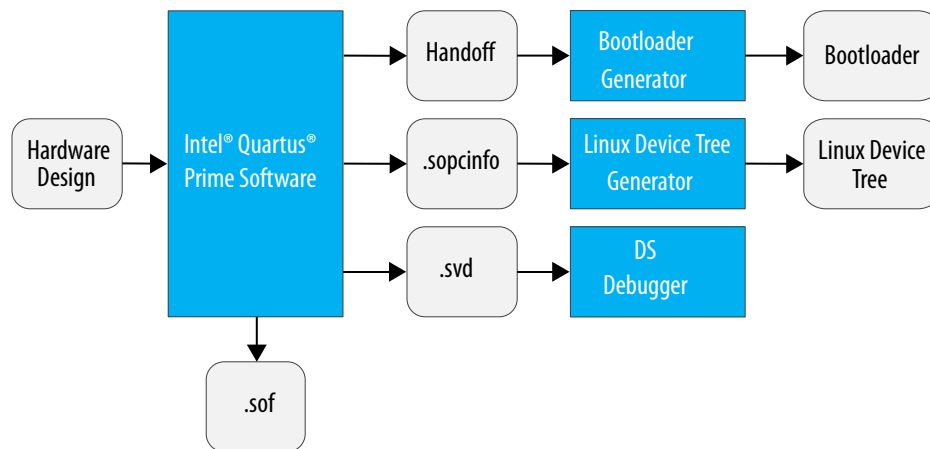 Hardware
Design
Intel® Quartus®
Prime Software
Handoff
Bootloader
Generator
Bootloader
.sopcinfo
Linux Device Tree
Generator
Linux Device
Tree
.svd
DS
Debugger
.sof